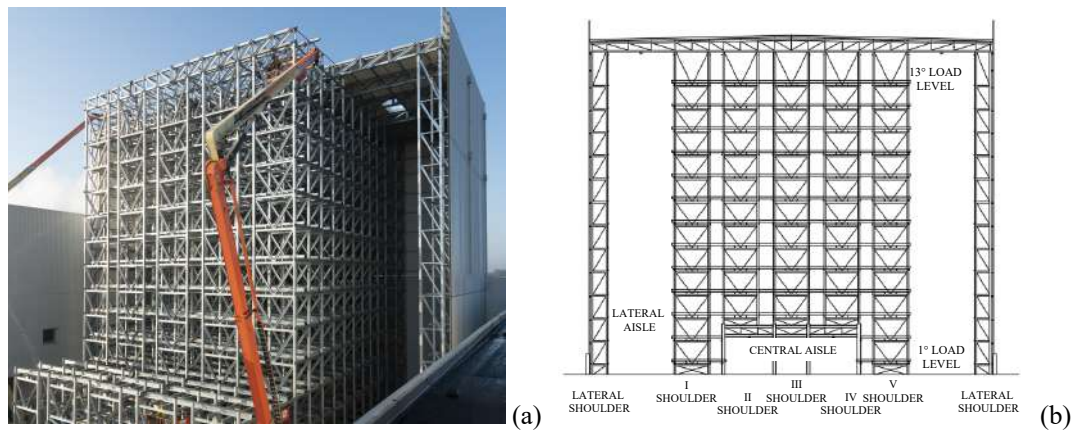 13° LOAD
LEVEL
LATERAL
AISLE
CENTRAL AISLE
1° LOAD
LEVEL
LATERAL
SHOULDER
I
SHOULDER
II
SHOULDER
III
SHOULDER
IV
SHOULDER
V
SHOULDER
LATERAL
SHOULDER
(a)
(b)